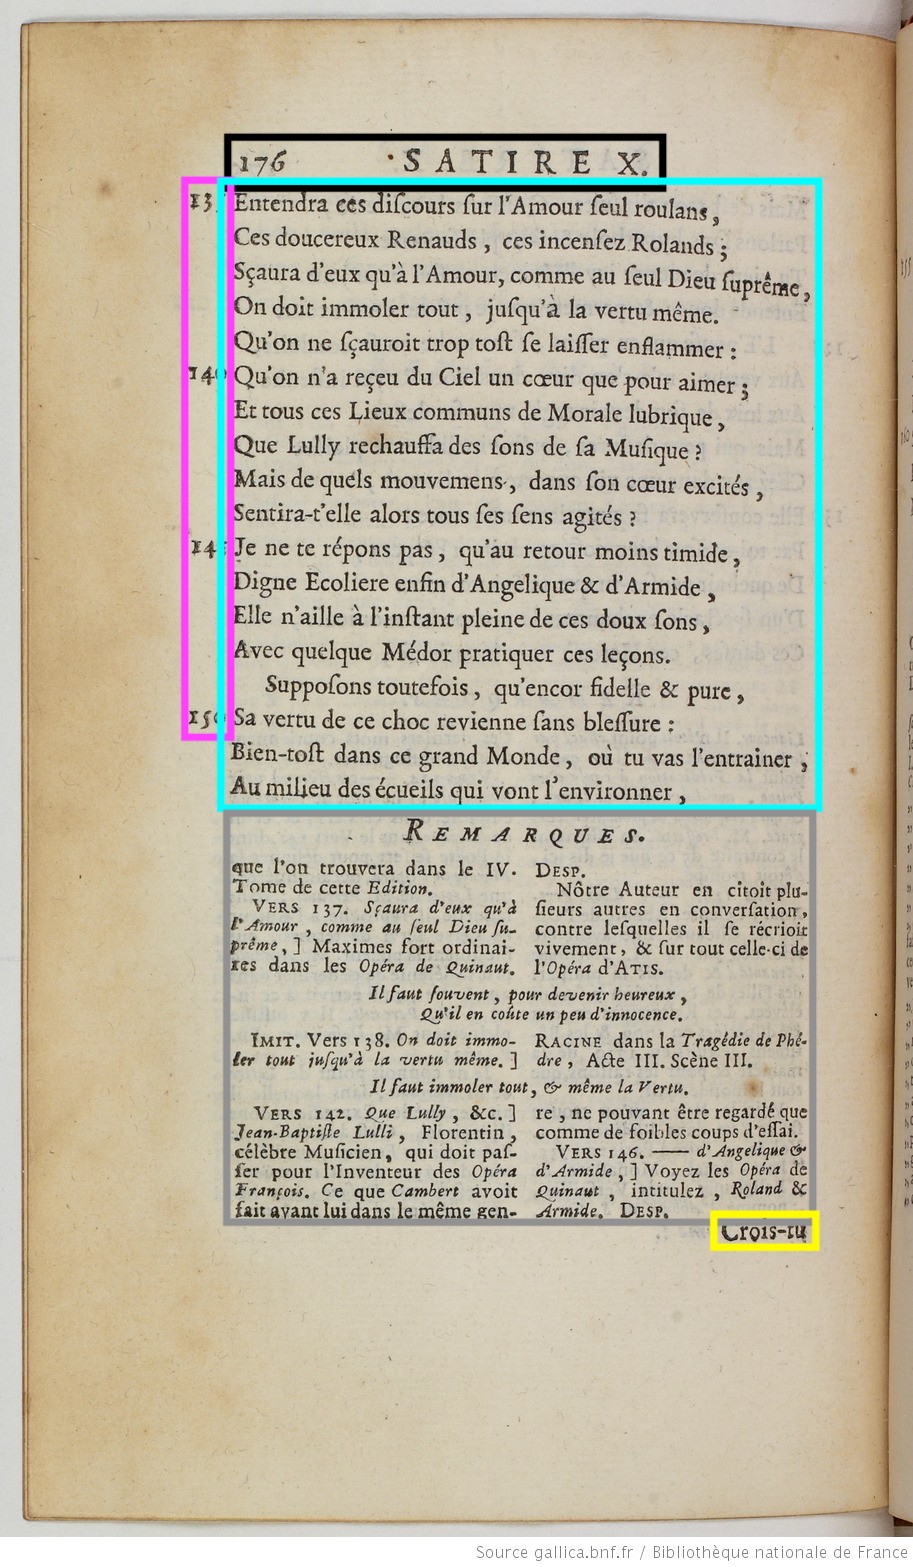 176 SATIRE X.
135 Entendra ces diſcours ſur l'Amour ſeul roulans,
Ces doucereux Renauds, ces inſenſez Rolands;
Sçaura d'eux qu'à l'Amour, comme au ſeul Dieu ſuprême,
On doit immoler tout, juſqu'à la vertu même.
Qu'on ne ſçauroit trop toſt ſe laiſſer enflammer:
140 Qu'on n'a reçeu du Ciel un cœur que pour aimer;
Et tous ces Lieux communs de Morale lubrique,
Que Lully rechauffa des ſons de ſa Muſique?
Mais de quels mouvemens, dans ſon cœur excités,
Sentira-t'elle alors tous ſes ſens agités?
145 Je ne te répons pas, qu'au retour moins timide,
Digne Ecoliere enfin d'Angelique & d'Armide,
Elle n'aille à l'inſtant pleine de ces doux ſons,
Avec quelque Médor pratiquer ces leçons.
Suppoſons toutefois, qu'encor fidelle & pure,
150 Sa vertu de ce choc revienne ſans bleſſure:
Bien-toſt dans ce grand Monde, où tu vas l'entrainer,
Au milieu des écueils qui vont l'environner,
REMARQUES.
que l'on trouvera dans le IV.
Tome de cette Edition.
VERS 137. Sçaura d'eux qu'à
l'Amour, comme au ſeul Dieu ſu-
prême,] Maximes fort ordinai-
res dans les Opéra de Quinaut.
DESP.
Nôtre Auteur en citoit plu-
ſieurs autres en converſation,
contre leſquelles il ſe récrioit
vivement, & ſur tout celle-ci de
l'Opéra d'ATIS.
Il faut ſouvent, pour devenir heureux,
Qu'il en coûte un peu d'innocence.
IMIT. Vers 138. On doit immo-
ler tout juſqu'à la vertu même.]
RACINE dans la Tragédie de Phé-
dre, Acte III. Scène III.
Il faut immoler tout, & même la Vertu.
VERS 142. Que Lully, &c.]
Jean-Baptiſte Lulli, Florentin,
célèbre Muſicien, qui doit paſ-
ſer pour l'Inventeur des Opéra
François. Ce que Cambert avoit
fait avant lui dans le même gen-
re, ne pouvant être regardé que
comme de foibles coups d'eſſai.
VERS 146. —— d'Angelique &
d'Armide,] Voyez les Opéra de
Quinaut, intitulez, Roland &
Armide. DESP.
Crois-tu
Source gallica.bnf.fr / Bibliothèque nationale de France